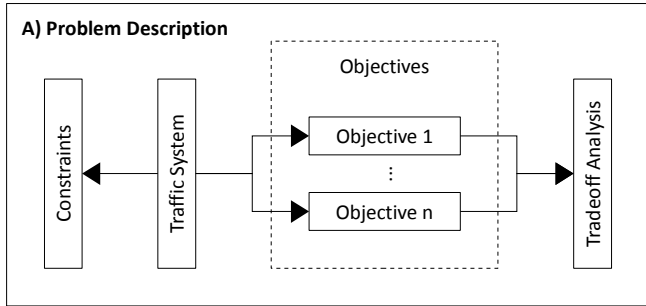 A) Problem Description
Constraints
Traffic System
Objectives
Objective 1
⋮
Objective n
Tradeoff Analysis